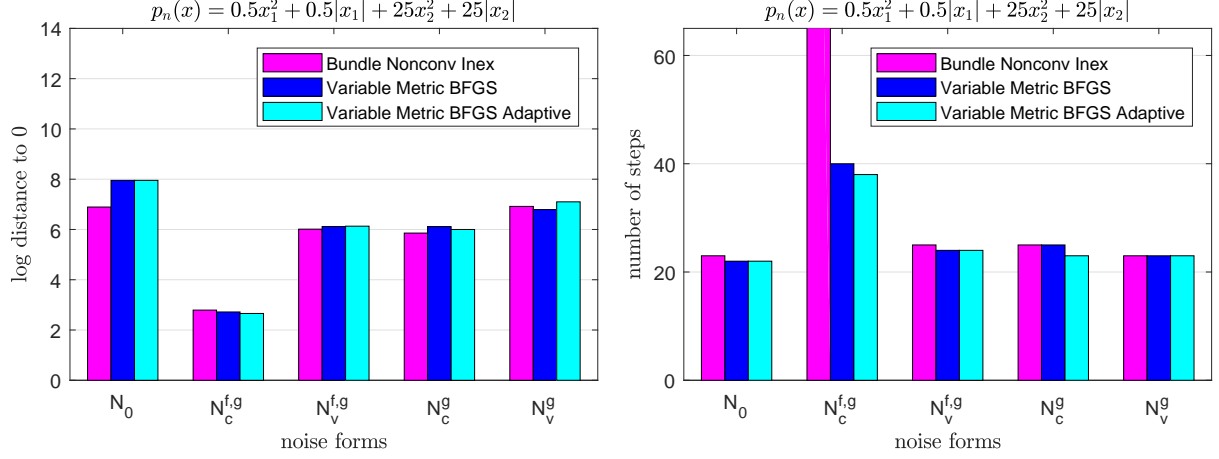 p_n(x) = 0.5x_1^2 + 0.5|x_1| + 25x_2^2 + 25|x_2|
14
12
10
8
6
4
2
0
log distance to 0
Bundle Nonconv Inex
Variable Metric BFGS
Variable Metric BFGS Adaptive
N_0 N_c^{f,g} N_v^{f,g} N_c^g N_v^g
noise forms
p_n(x) = 0.5x_1^2 + 0.5|x_1| + 25x_2^2 + 25|x_2|
60
40
20
0
number of steps
Bundle Nonconv Inex
Variable Metric BFGS
Variable Metric BFGS Adaptive
N_0 N_c^{f,g} N_v^{f,g} N_c^g N_v^g
noise forms